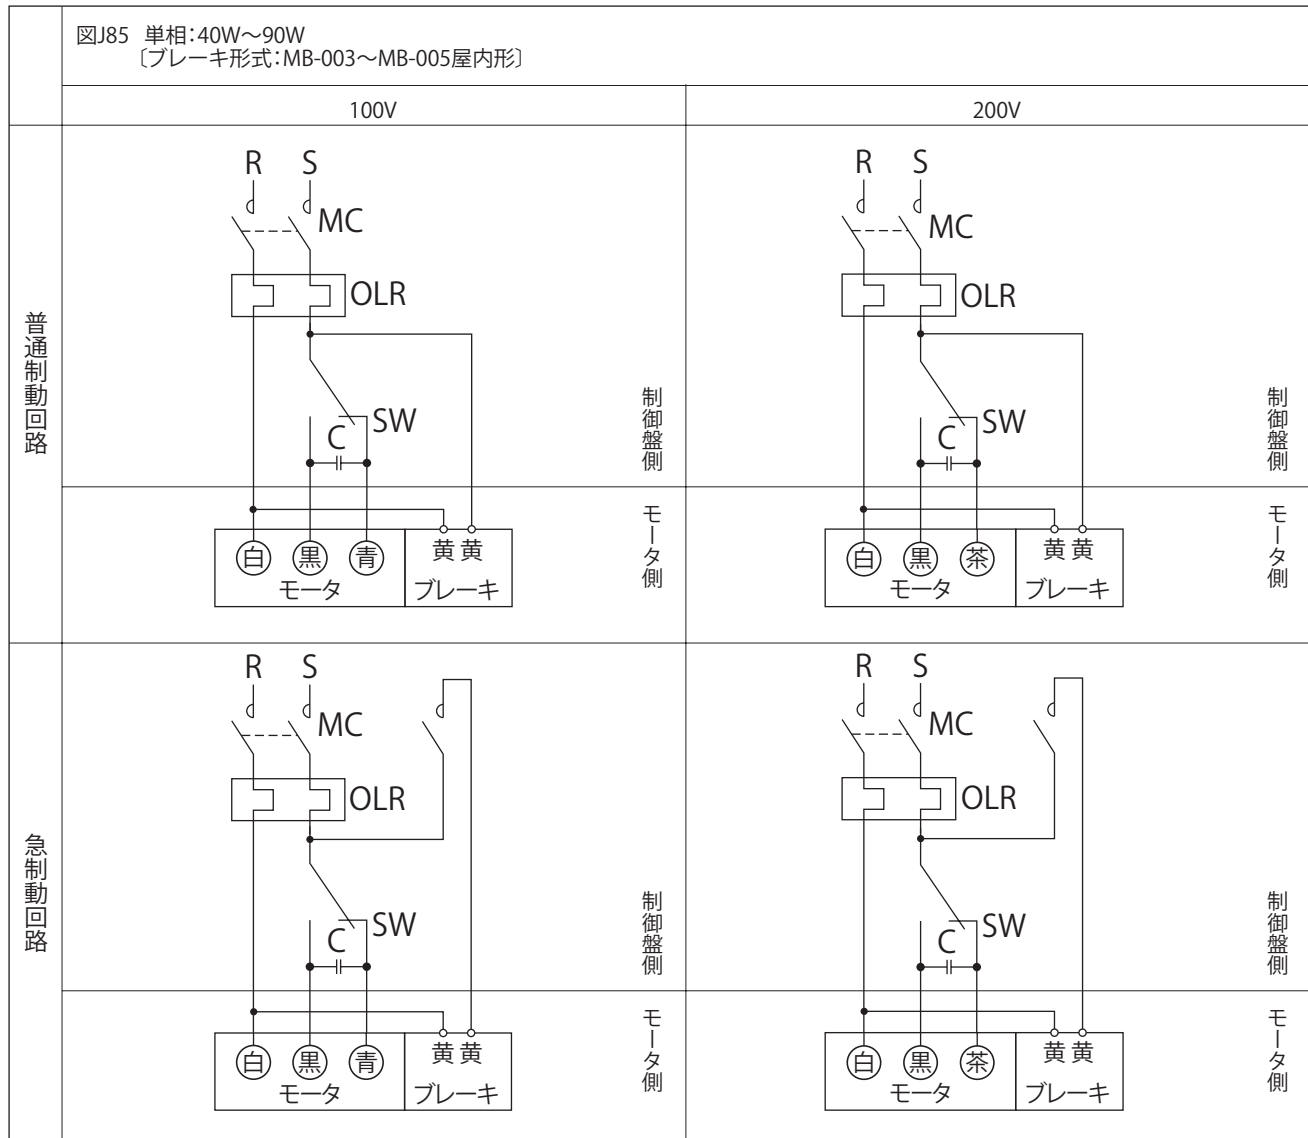 図J85 単相：40W～90W
〔ブレーキ形式：MB-003～MB-005屋内形〕
100V
200V
普通制動回路
R S
MC
OLR
SW
C
制御盤側
モータ側
白 黒 青
黄 黄
モータ
ブレーキ
R S
MC
OLR
SW
C
制御盤側
モータ側
白 黒 茶
黄 黄
モータ
ブレーキ
急制動回路
R S
MC
OLR
SW
C
制御盤側
モータ側
白 黒 青
黄 黄
モータ
ブレーキ
R S
MC
OLR
SW
C
制御盤側
モータ側
白 黒 茶
黄 黄
モータ
ブレーキ